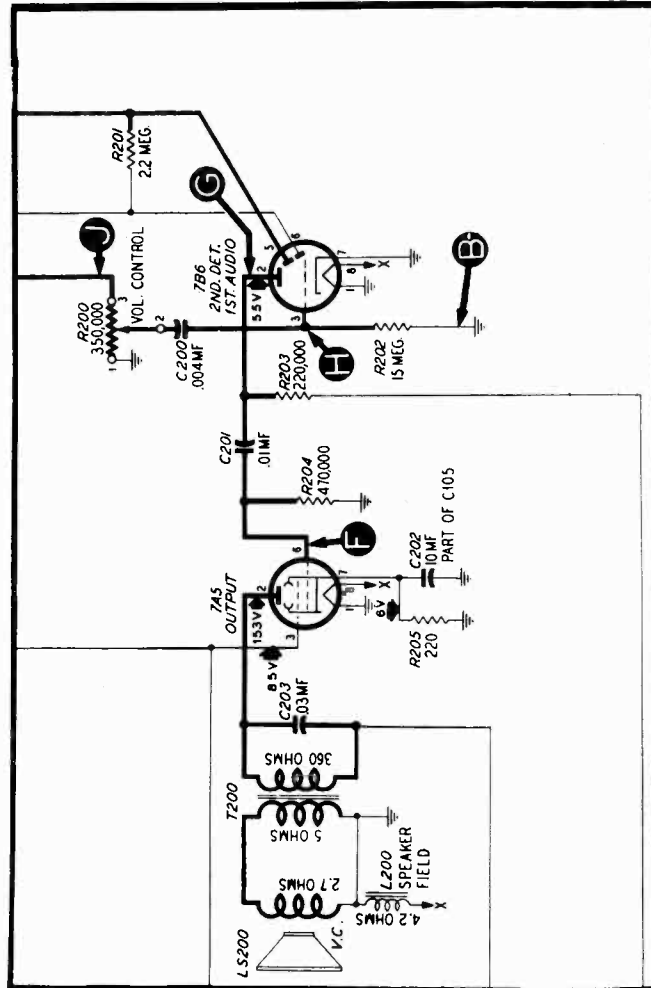 R201
2.2 MEG.
J
R200
350,000
VOL. CONTROL
1
2
3
C200
.004MF
G
7B6
2ND. DET.
1ST. AUDIO
55V
2
5
6
3
1
8
7
X
H
R202
15 MEG.
B
R203
220,000
C201
.01MF
R204
470,000
F
7A5
OUTPUT
153V
2
3
85V
6
1
8
7
X
6V
C202
10MF
PART OF C105
R205
220
C203
.03MF
360 OHMS
T200
5 OHMS
2.7 OHMS
L200
SPEAKER
FIELD
4.2 OHMS
X
V.C.
LS200